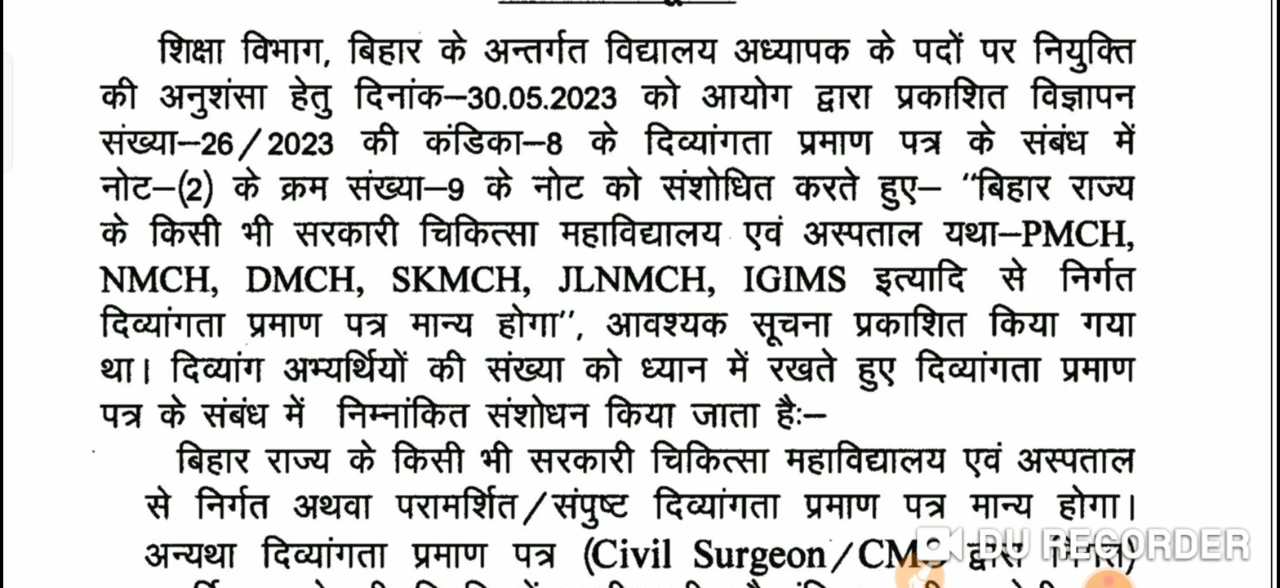 शिक्षा विभाग, बिहार के अन्तर्गत विद्यालय अध्यापक के पदों पर नियुक्ति
की अनुशंसा हेतु दिनांक–30.05.2023 को आयोग द्वारा प्रकाशित विज्ञापन
संख्या–26/2023 की कंडिका–8 के दिव्यांगता प्रमाण पत्र के संबंध में
नोट–(2) के क्रम संख्या–9 के नोट को संशोधित करते हुए– "बिहार राज्य
के किसी भी सरकारी चिकित्सा महाविद्यालय एवं अस्पताल यथा–PMCH,
NMCH, DMCH, SKMCH, JLNMCH, IGIMS इत्यादि से निर्गत
दिव्यांगता प्रमाण पत्र मान्य होगा", आवश्यक सूचना प्रकाशित किया गया
था। दिव्यांग अभ्यर्थियों की संख्या को ध्यान में रखते हुए दिव्यांगता प्रमाण
पत्र के संबंध में निम्नांकित संशोधन किया जाता है:–
बिहार राज्य के किसी भी सरकारी चिकित्सा महाविद्यालय एवं अस्पताल
से निर्गत अथवा परामर्शित/संपुष्ट दिव्यांगता प्रमाण पत्र मान्य होगा।
अन्यथा दिव्यांगता प्रमाण पत्र (Civil Surgeon/CMO द्वारा
DU RECORDER